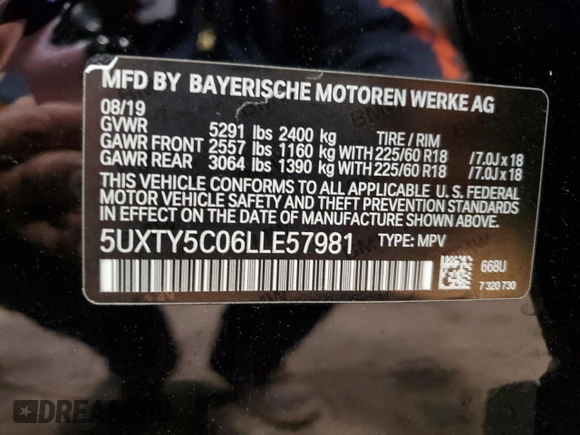 MFD BY BAYERISCHE MOTOREN WERKE AG
08/19
GVWR 5291 lbs 2400 kg TIRE / RIM
GAWR FRONT 2557 lbs 1160 kg WITH 225/60 R18 /7.0J x 18
GAWR REAR 3064 lbs 1390 kg WITH 225/60 R18 /7.0J x 18
THIS VEHICLE CONFORMS TO ALL APPLICABLE U. S. FEDERAL
MOTOR VEHICLE SAFETY AND THEFT PREVENTION STANDARDS
IN EFFECT ON THE DATE OF MANUFACTURE SHOWN ABOVE.
5UXTY5C06LLE57981 TYPE: MPV
668U
7 320 730